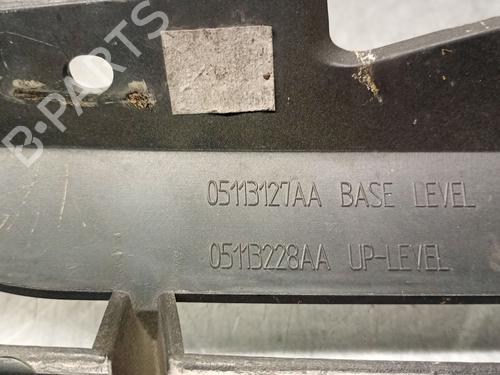 B-PARTS
05113127AA BASE LEVEL
05113228AA UP-LEVEL